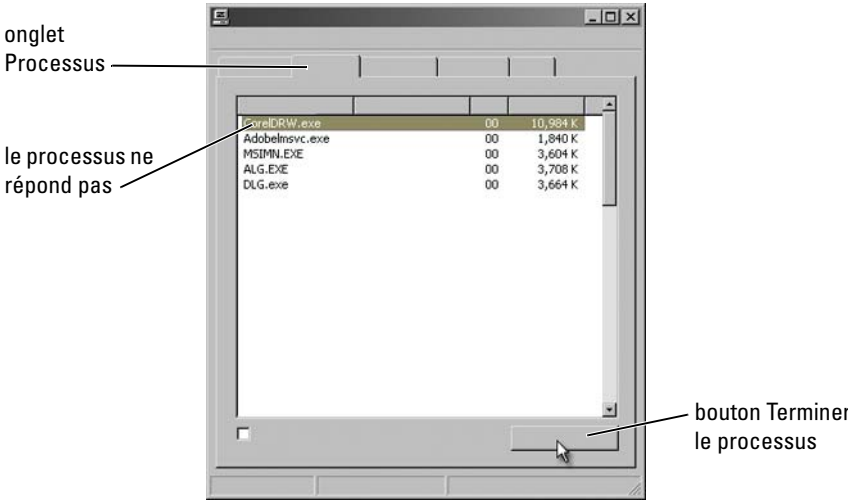 onglet
Processus
le processus ne
répond pas
CorelDRW.exe 00 10,984 K
Adobelmsvc.exe 00 1,840 K
MSIMN.EXE 00 3,604 K
ALG.EXE 00 3,708 K
DLG.exe 00 3,664 K
bouton Terminer
le processus